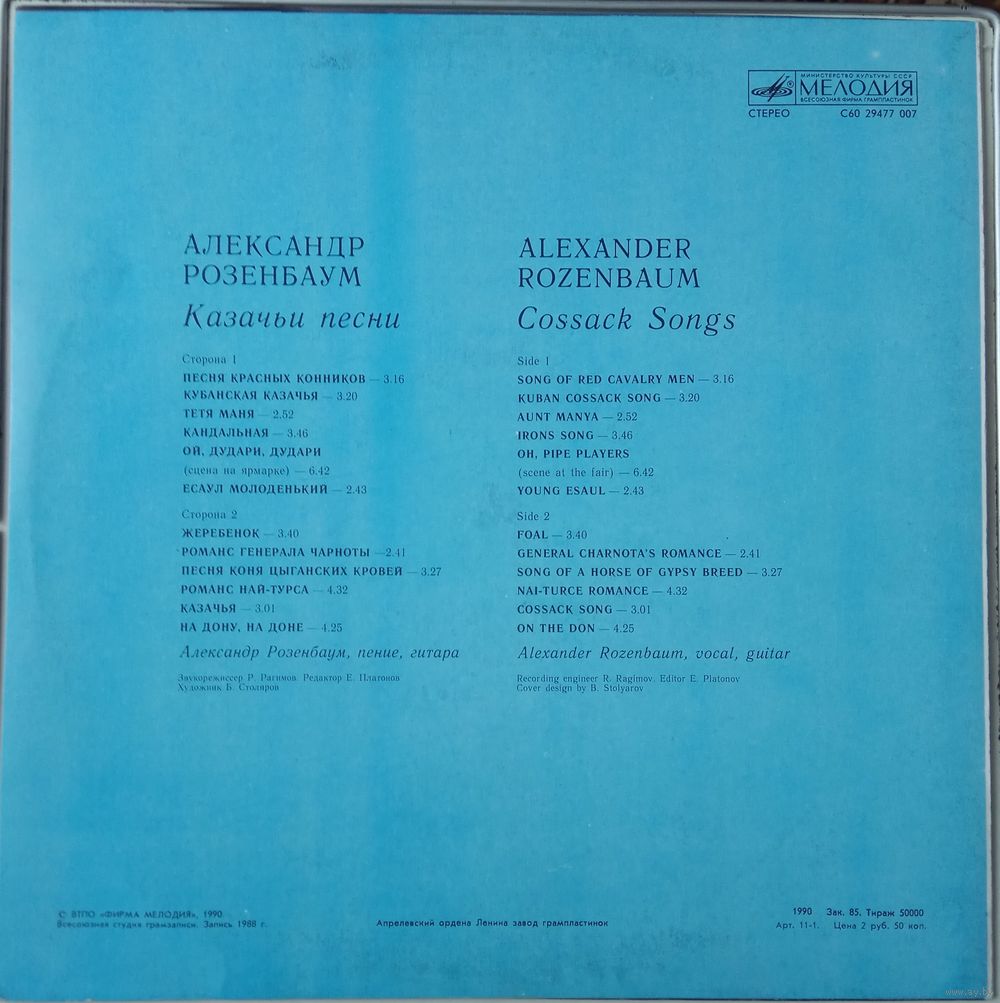 МИНИСТЕРСТВО КУЛЬТУРЫ СССР
МЕЛОДИЯ
ВСЕСОЮЗНАЯ ФИРМА ГРАМПЛАСТИНОК
СТЕРЕО С60 29477 007
АЛЕКСАНДР
РОЗЕНБАУМ
Казачьи песни
Сторона 1
ПЕСНЯ КРАСНЫХ КОННИКОВ — 3.16
КУБАНСКАЯ КАЗАЧЬЯ — 3.20
ТЕТЯ МАНЯ — 2.52
КАНДАЛЬНАЯ — 3.46
ОЙ, ДУДАРИ, ДУДАРИ
(сцена на ярмарке) — 6.42
ЕСАУЛ МОЛОДЕНЬКИЙ — 2.43
Сторона 2
ЖЕРЕБЕНОК — 3.40
РОМАНС ГЕНЕРАЛА ЧАРНОТЫ — 2.41
ПЕСНЯ КОНЯ ЦЫГАНСКИХ КРОВЕЙ — 3.27
РОМАНС НАЙ-ТУРСА — 4.32
КАЗАЧЬЯ — 3.01
НА ДОНУ, НА ДОНЕ — 4.25
Александр Розенбаум, пение, гитара
Звукорежиссер Р. Рагимов. Редактор Е. Платонов
Художник Б. Столяров
ALEXANDER
ROZENBAUM
Cossack Songs
Side 1
SONG OF RED CAVALRY MEN — 3.16
KUBAN COSSACK SONG — 3.20
AUNT MANYA — 2.52
IRONS SONG — 3.46
OH, PIPE PLAYERS
(scene at the fair) — 6.42
YOUNG ESAUL — 2.43
Side 2
FOAL — 3.40
GENERAL CHARNOTA'S ROMANCE — 2.41
SONG OF A HORSE OF GYPSY BREED — 3.27
NAI-TURCE ROMANCE — 4.32
COSSACK SONG — 3.01
ON THE DON — 4.25
Alexander Rozenbaum, vocal, guitar
Recording engineer R. Ragimov. Editor E. Platonov
Cover design by B. Stolyarov
© ВТПО «ФИРМА МЕЛОДИЯ», 1990
Всесоюзная студия грамзаписи. Запись 1988 г.
Апрелевский ордена Ленина завод грампластинок
1990 Зак. 85. Тираж 50000
Арт. 11-1. Цена 2 руб. 50 коп.
www.ay.by